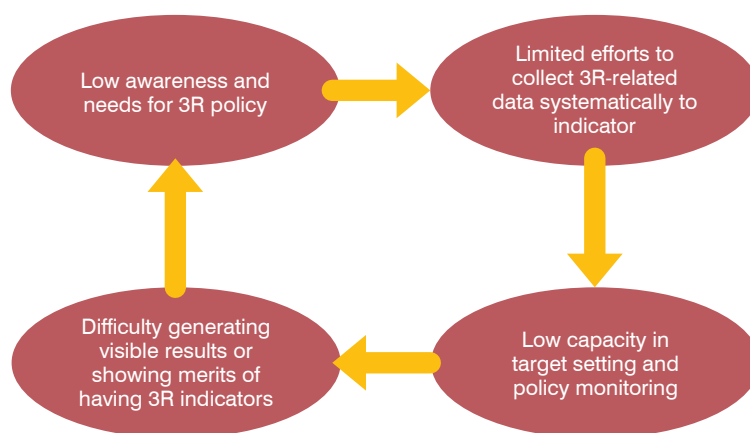 Low awareness and
needs for 3R policy
Limited efforts to
collect 3R-related
data systematically to
indicator
Low capacity in
target setting and
policy monitoring
Difficulty generating
visible results or
showing merits of
having 3R indicators